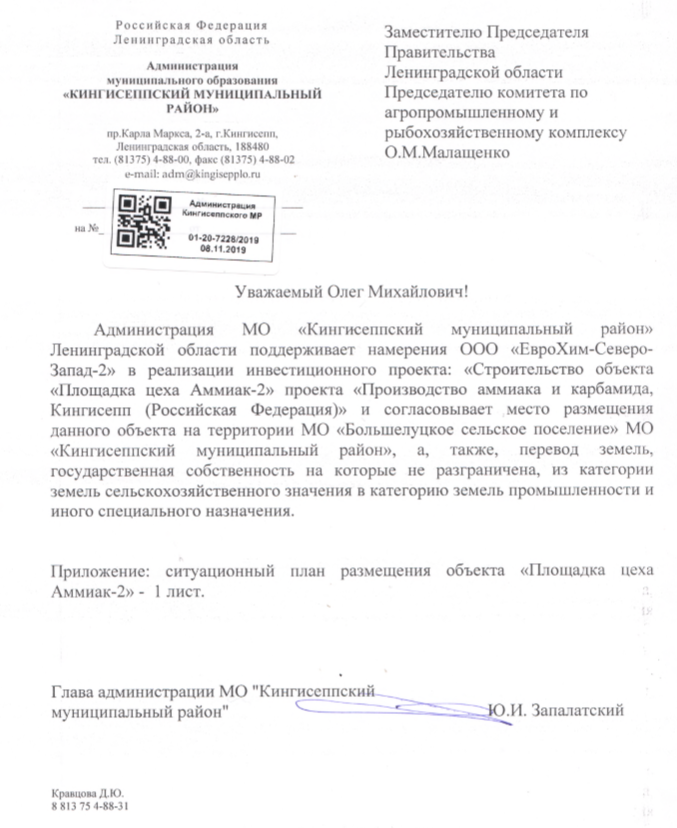 Российская Федерация
Ленинградская область
Администрация
муниципального образования
«КИНГИСЕППСКИЙ МУНИЦИПАЛЬНЫЙ
РАЙОН»
пр.Карла Маркса, 2-а, г.Кингисепп,
Ленинградская область, 188480
тел. (81375) 4-88-00, факс (81375) 4-88-02
e-mail: adm@kingisepplo.ru
на №
Администрация
Кингисеппского МР
01-20-7228/2019
08.11.2019
Заместителю Председателя
Правительства
Ленинградской области
Председателю комитета по
агропромышленному и
рыбохозяйственному комплексу
О.М.Малащенко
Уважаемый Олег Михайлович!
Администрация МО «Кингисеппский муниципальный район»
Ленинградской области поддерживает намерения ООО «ЕвроХим-Северо-
Запад-2» в реализации инвестиционного проекта: «Строительство объекта
«Площадка цеха Аммиак-2» проекта «Производство аммиака и карбамида,
Кингисепп (Российская Федерация)» и согласовывает место размещения
данного объекта на территории МО «Большелуцкое сельское поселение» МО
«Кингисеппский муниципальный район», а, также, перевод земель,
государственная собственность на которые не разграничена, из категории
земель сельскохозяйственного значения в категорию земель промышленности и
иного специального назначения.
Приложение: ситуационный план размещения объекта «Площадка цеха
Аммиак-2» - 1 лист.
Глава администрации МО "Кингисеппский
муниципальный район"
Ю.И. Запалатский
Кравцова Д.Ю.
8 813 75 4-88-31